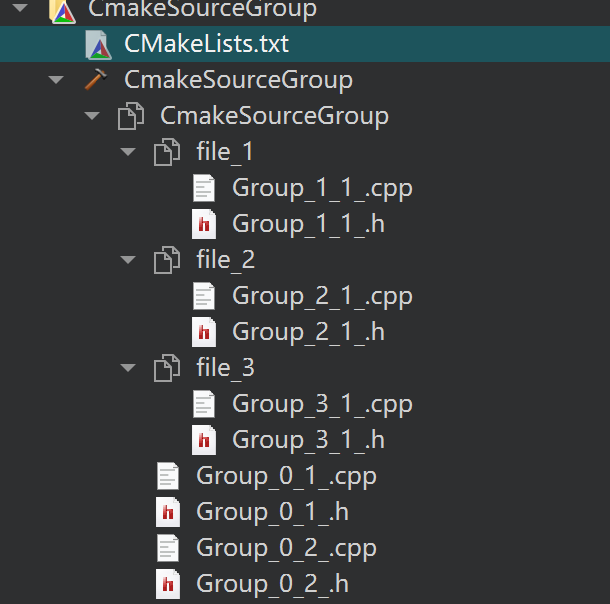 CmakeSourceGroup
CMakeLists.txt
CmakeSourceGroup
CmakeSourceGroup
file_1
Group_1_1_.cpp
Group_1_1_.h
file_2
Group_2_1_.cpp
Group_2_1_.h
file_3
Group_3_1_.cpp
Group_3_1_.h
Group_0_1_.cpp
Group_0_1_.h
Group_0_2_.cpp
Group_0_2_.h